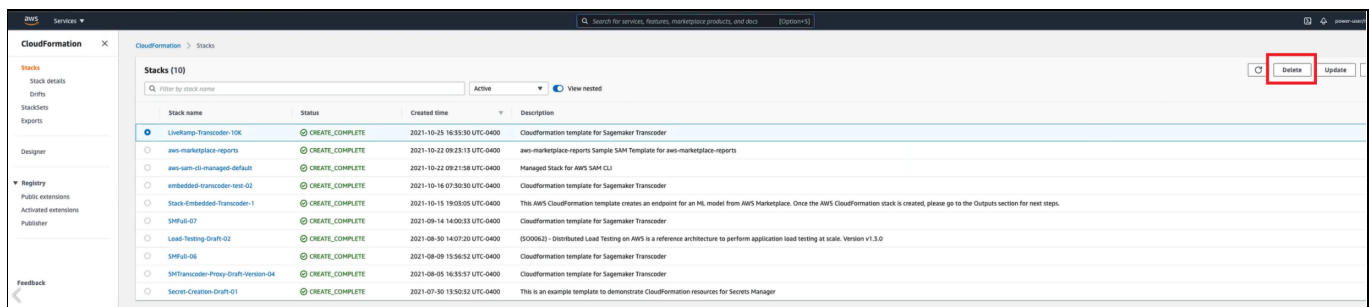 aws Services ▼ Search for services, features, marketplace products, and docs [Option+S] power-user/
CloudFormation ×
CloudFormation > Stacks
Stacks
Stack details
Drifts
StackSets
Exports
Designer
▼ Registry
Public extensions
Activated extensions
Publisher
Feedback
Stacks (10) Delete Update
Filter by stack name Active ▼ View nested
Stack name Status Created time ▼ Description
LiveRamp-Transcoder-10K CREATE_COMPLETE 2021-10-25 16:35:30 UTC-0400 Cloudformation template for Sagemaker Transcoder
aws-marketplace-reports CREATE_COMPLETE 2021-10-22 09:23:13 UTC-0400 aws-marketplace-reports Sample SAM Template for aws-marketplace-reports
aws-sam-cli-managed-default CREATE_COMPLETE 2021-10-22 09:21:58 UTC-0400 Managed Stack for AWS SAM CLI
embedded-transcoder-test-02 CREATE_COMPLETE 2021-10-16 07:30:30 UTC-0400 Cloudformation template for Sagemaker Transcoder
Stack-Embedded-Transcoder-1 CREATE_COMPLETE 2021-10-15 19:03:05 UTC-0400 This AWS CloudFormation template creates an endpoint for an ML model from AWS Marketplace. Once the AWS CloudFormation stack is created, please go to the Outputs section for next steps.
SMFull-07 CREATE_COMPLETE 2021-09-14 14:00:33 UTC-0400 Cloudformation template for Sagemaker Transcoder
Load-Testing-Draft-02 CREATE_COMPLETE 2021-08-30 14:07:20 UTC-0400 (SO0062) - Distributed Load Testing on AWS is a reference architecture to perform application load testing at scale. Version v1.3.0
SMFull-06 CREATE_COMPLETE 2021-08-09 15:56:52 UTC-0400 Cloudformation template for Sagemaker Transcoder
SMTranscoder-Proxy-Draft-Version-04 CREATE_COMPLETE 2021-08-05 16:35:57 UTC-0400 Cloudformation template for Sagemaker Transcoder
Secret-Creation-Draft-01 CREATE_COMPLETE 2021-07-30 13:50:32 UTC-0400 This is an example template to demonstrate CloudFormation resources for Secrets Manager